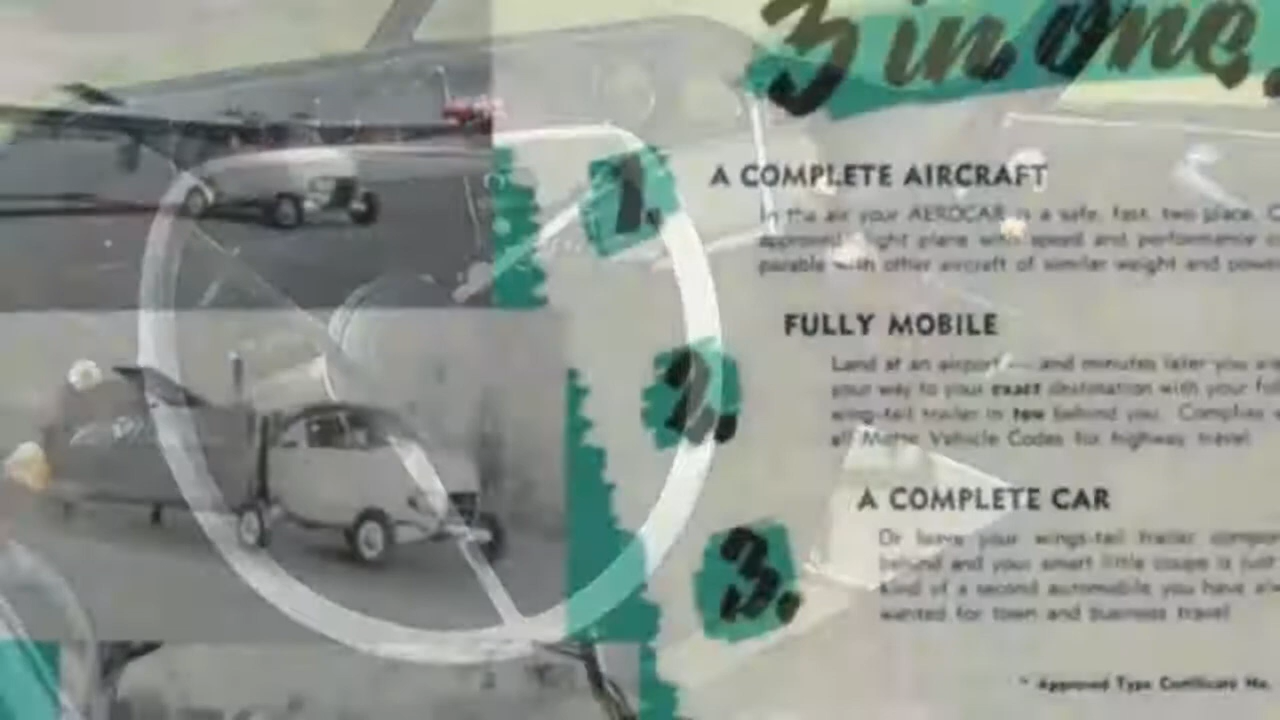 3 in one.
1. A COMPLETE AIRCRAFT
In the air your AEROCAR is a safe, fast, two-place,
approved light plane with speed and performance
parable with other aircraft of similar weight and
2. FULLY MOBILE
Land at an airport — and minutes later you
your way to your exact destination with your
wing-tail trailer in tow behind you. Complies
all Motor Vehicle Codes for highway travel
3. A COMPLETE CAR
Or leave your wings-tail trailer
behind and your smart little coupe is just
kind of a second automobile you have
wanted for town and business travel
* Approved Type Certificate No.